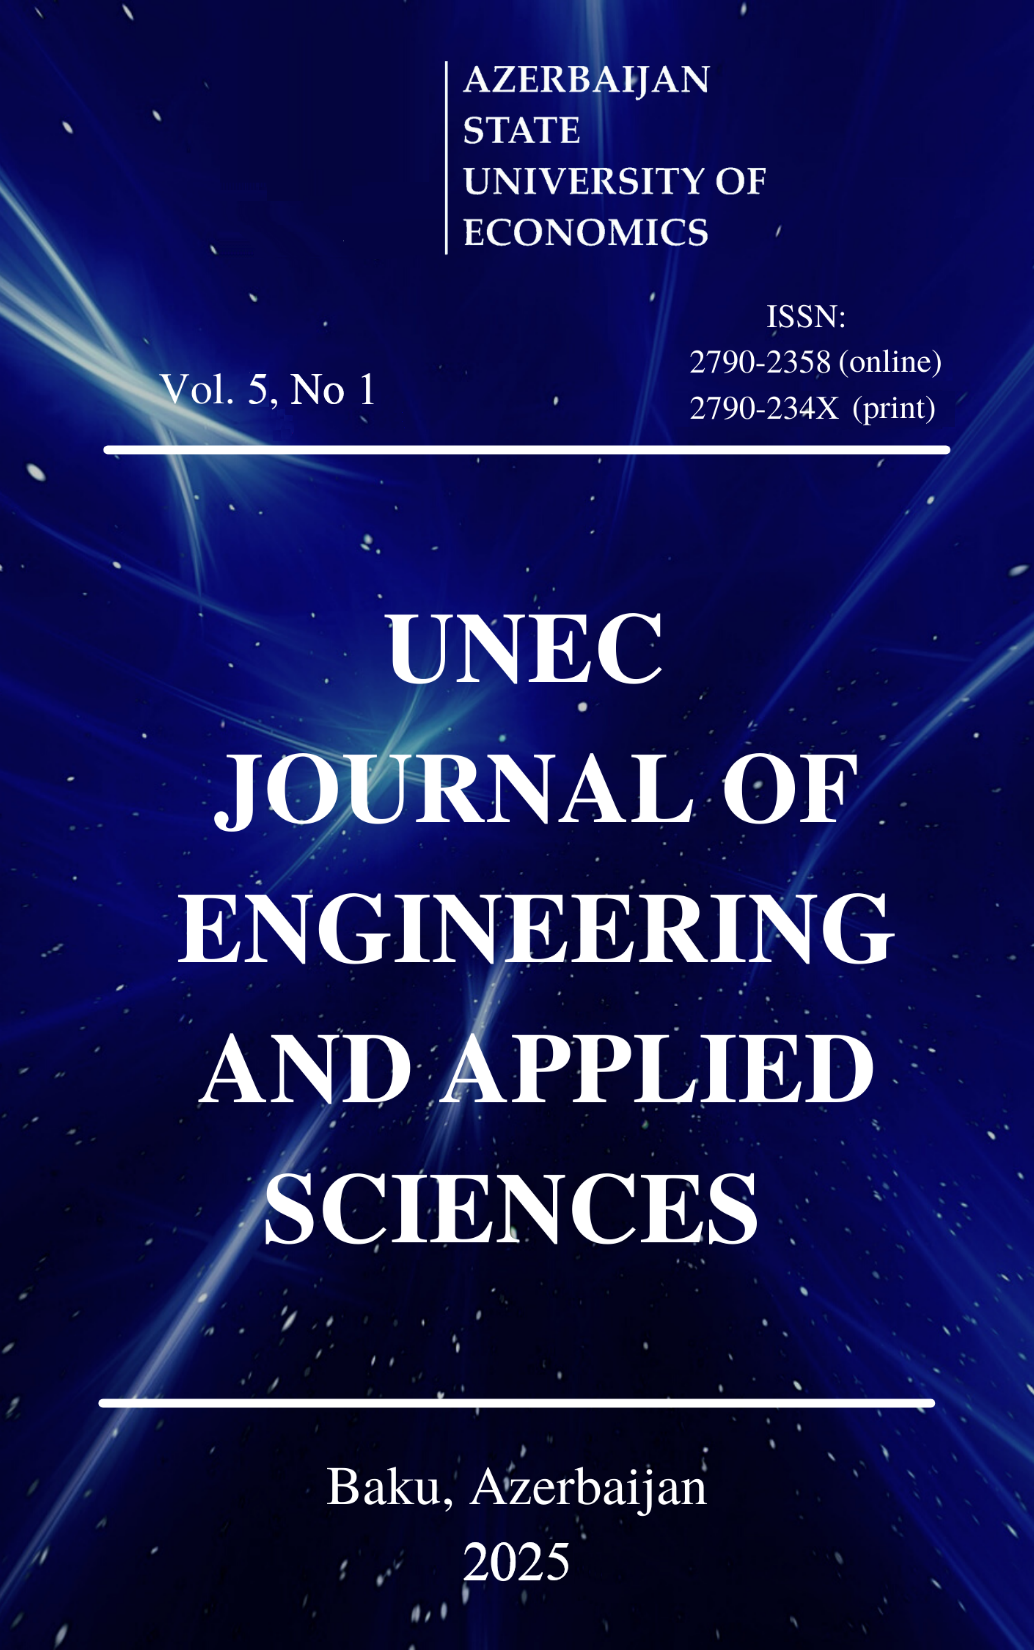 AZERBAIJAN
STATE
UNIVERSITY OF
ECONOMICS
ISSN:
2790-2358 (online)
2790-234X (print)
Vol. 5, No 1
UNEC
JOURNAL OF
ENGINEERING
AND APPLIED
SCIENCES
Baku, Azerbaijan
2025